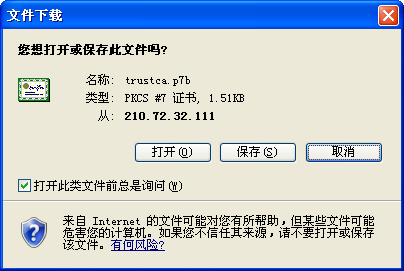 文件下载
您想打开或保存此文件吗?
名称: trustca.p7b
类型: PKCS #7 证书, 1.51KB
从: 210.72.32.111
打开(O) 保存(S) 取消
打开此类文件前总是询问(W)
来自 Internet 的文件可能对您有所帮助，但某些文件可能
危害您的计算机。如果您不信任其来源，请不要打开或保存
该文件。有何风险?